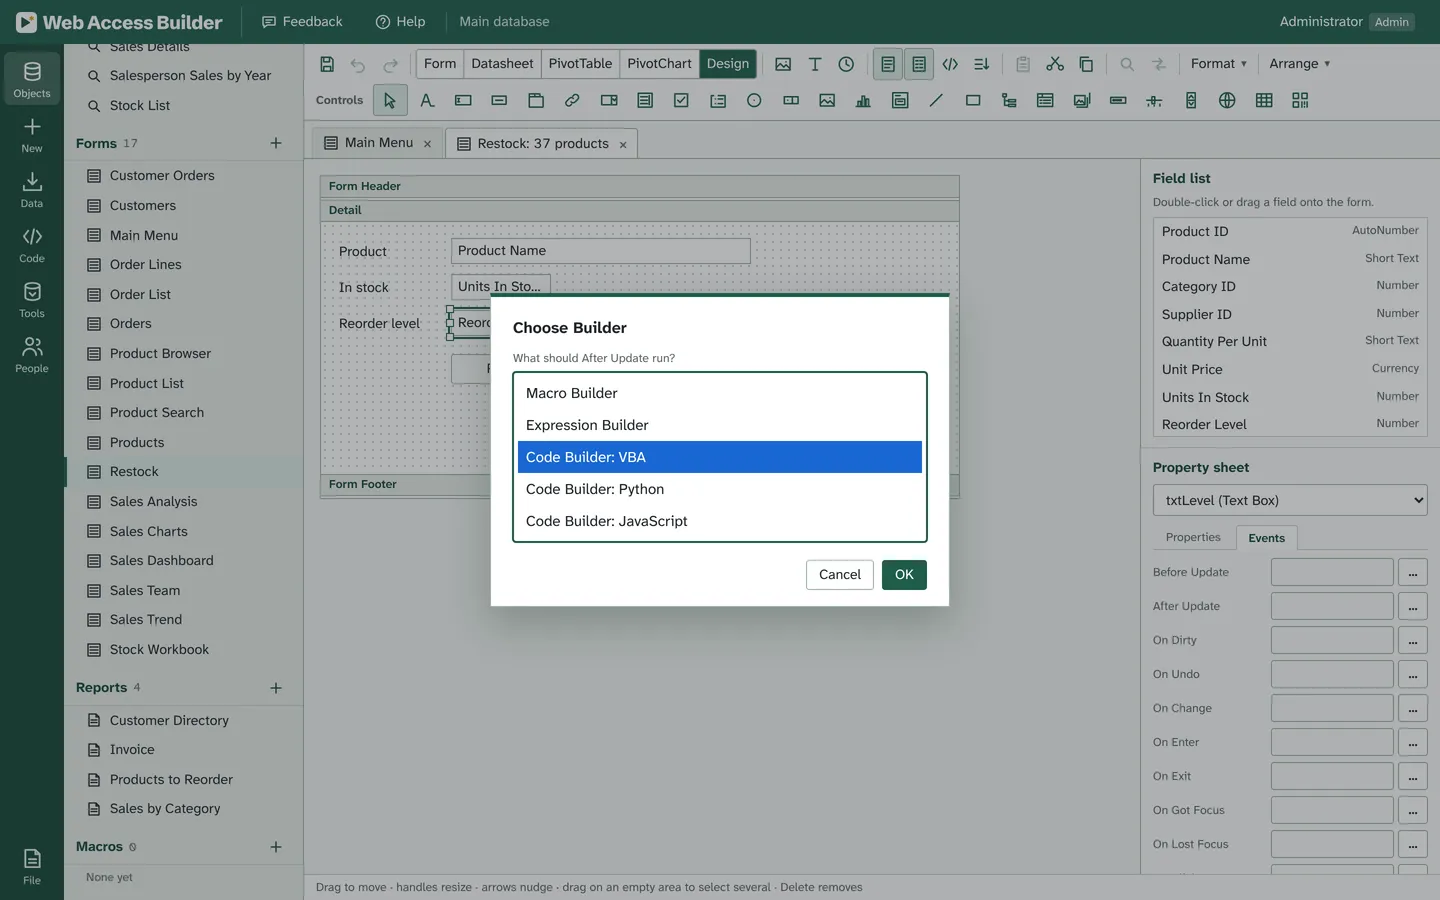 Web Access Builder
Feedback
Help
Main database
Administrator
Admin
Objects
New
Data
Code
Tools
People
File
Sales Details
Salesperson Sales by Year
Stock List
Forms 17
Customer Orders
Customers
Main Menu
Order Lines
Order List
Orders
Product Browser
Product List
Product Search
Products
Restock
Sales Analysis
Sales Charts
Sales Dashboard
Sales Team
Sales Trend
Stock Workbook
Reports 4
Customer Directory
Invoice
Products to Reorder
Sales by Category
Macros 0
None yet
Form Datasheet PivotTable PivotChart Design
Format
Arrange
Controls
Main Menu ×
Restock: 37 products ×
Form Header
Detail
Product
Product Name
In stock
Units In Sto...
Reorder level
Form Footer
Choose Builder
What should After Update run?
Macro Builder
Expression Builder
Code Builder: VBA
Code Builder: Python
Code Builder: JavaScript
Cancel
OK
Field list
Double-click or drag a field onto the form.
Product ID AutoNumber
Product Name Short Text
Category ID Number
Supplier ID Number
Quantity Per Unit Short Text
Unit Price Currency
Units In Stock Number
Reorder Level Number
Property sheet
txtLevel (Text Box)
Properties
Events
Before Update ...
After Update ...
On Dirty ...
On Undo ...
On Change ...
On Enter ...
On Exit ...
On Got Focus ...
On Lost Focus ...
Drag to move · handles resize · arrows nudge · drag on an empty area to select several · Delete removes